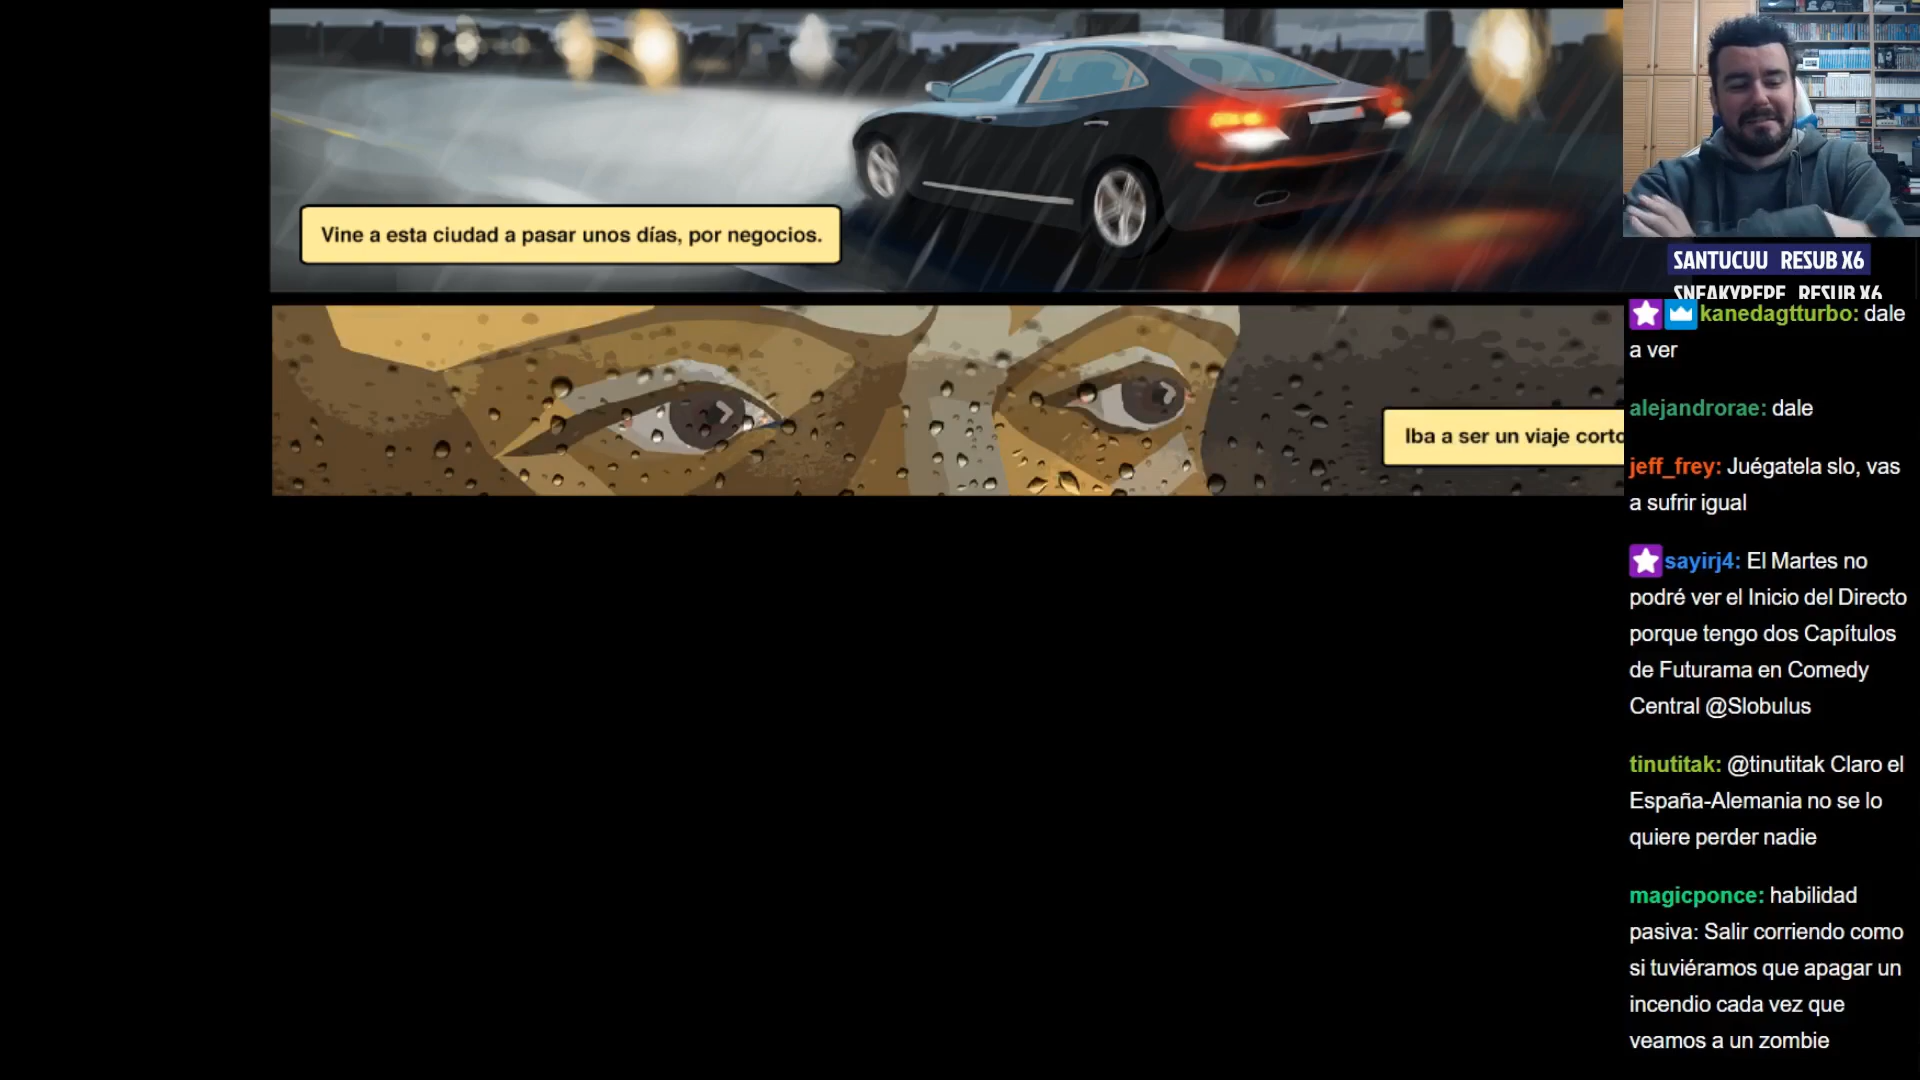 Vine a esta ciudad a pasar unos días, por negocios.
Iba a ser un viaje corto
SANTUCUU RESUB X6
SNEAKYPEPE RESUB X6
kanedagtturbo: dale
a ver
alejandrorae: dale
jeff_frey: Juégatela slo, vas
a sufrir igual
sayirj4: El Martes no
podré ver el Inicio del Directo
porque tengo dos Capítulos
de Futurama en Comedy
Central @Slobulus
tinutitak: @tinutitak Claro el
España-Alemania no se lo
quiere perder nadie
magicponce: habilidad
pasiva: Salir corriendo como
si tuviéramos que apagar un
incendio cada vez que
veamos a un zombie